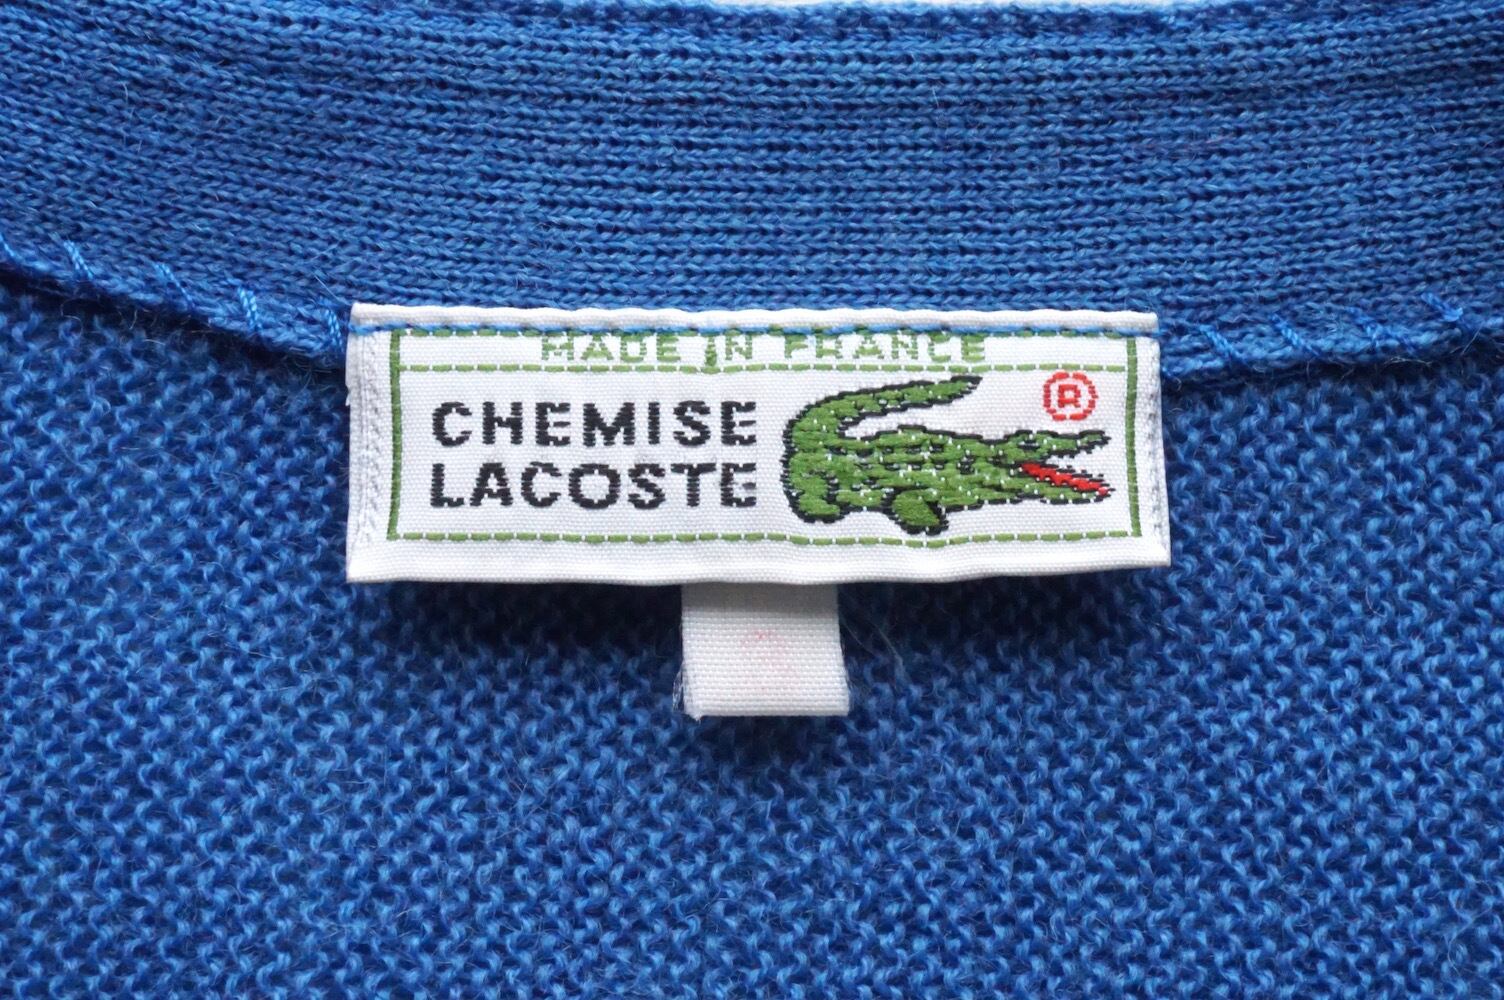 MADE IN FRANCE
CHEMISE
LACOSTE
®